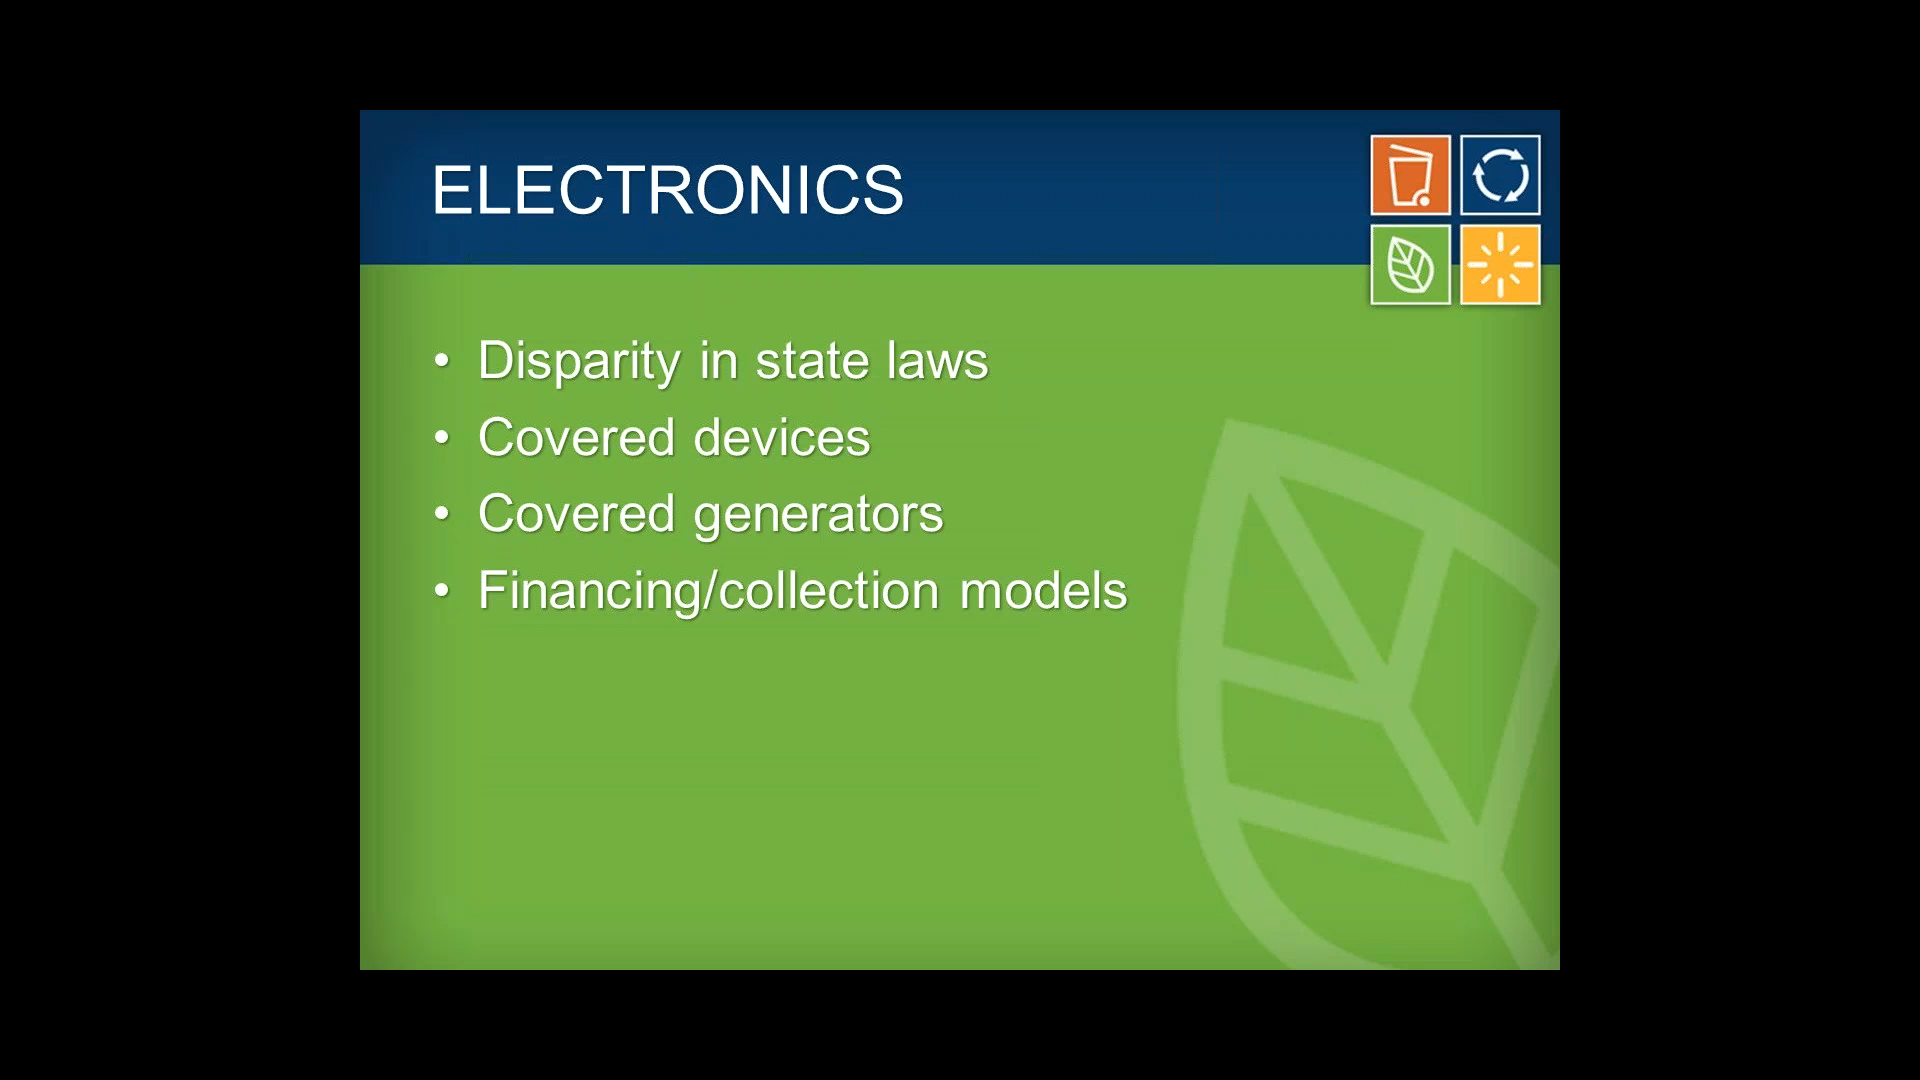 ELECTRONICS
• Disparity in state laws
• Covered devices
• Covered generators
• Financing/collection models